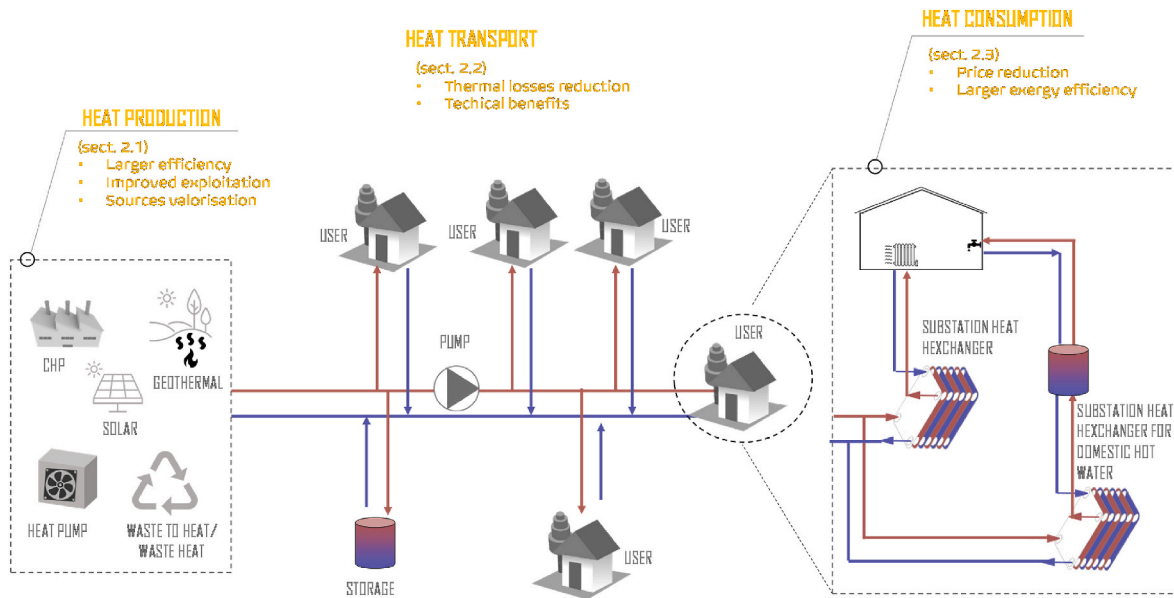 HEAT PRODUCTION
(sect. 2.1)
• Larger efficiency
• Improved exploitation
• Sources valorisation
HEAT TRANSPORT
(sect. 2.2)
• Thermal losses reduction
• Techical benefits
HEAT CONSUMPTION
(sect. 2.3)
• Price reduction
• Larger exergy efficiency
CHP
GEOTHERMAL
SOLAR
HEAT PUMP
WASTE TO HEAT/
WASTE HEAT
USER
USER
USER
PUMP
USER
STORAGE
USER
SUBSTATION HEAT
HEXCHANGER
SUBSTATION HEAT
HEXCHANGER FOR
DOMESTIC HOT
WATER